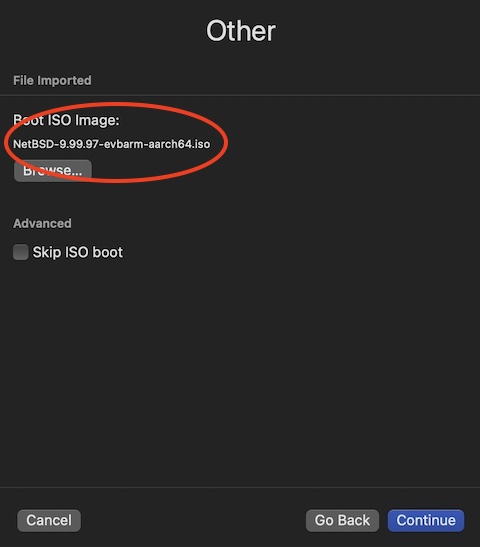 Other
File Imported
Boot ISO Image:
NetBSD-9.99.97-evbarm-aarch64.iso
Browse...
Advanced
Skip ISO boot
Cancel
Go Back
Continue